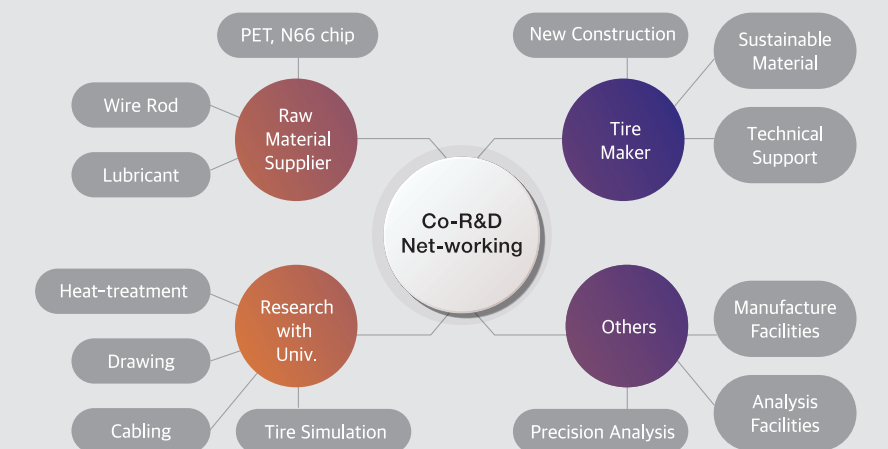 PET, N66 chip
Wire Rod
Lubricant
Raw
Material
Supplier
New Construction
Sustainable
Material
Technical
Support
Tire
Maker
Co-R&D
Net-working
Heat-treatment
Drawing
Cabling
Tire Simulation
Research
with
Univ.
Others
Manufacture
Facilities
Analysis
Facilities
Precision Analysis